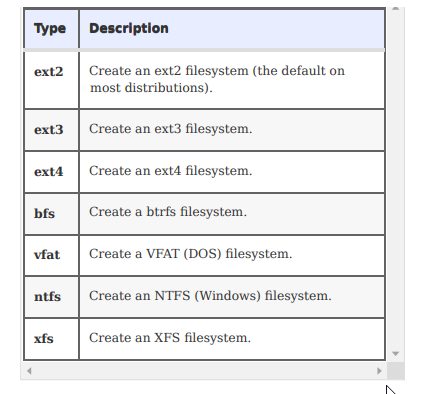 Type Description
ext2 Create an ext2 filesystem (the default on
most distributions).
ext3 Create an ext3 filesystem.
ext4 Create an ext4 filesystem.
bfs Create a btrfs filesystem.
vfat Create a VFAT (DOS) filesystem.
ntfs Create an NTFS (Windows) filesystem.
xfs Create an XFS filesystem.